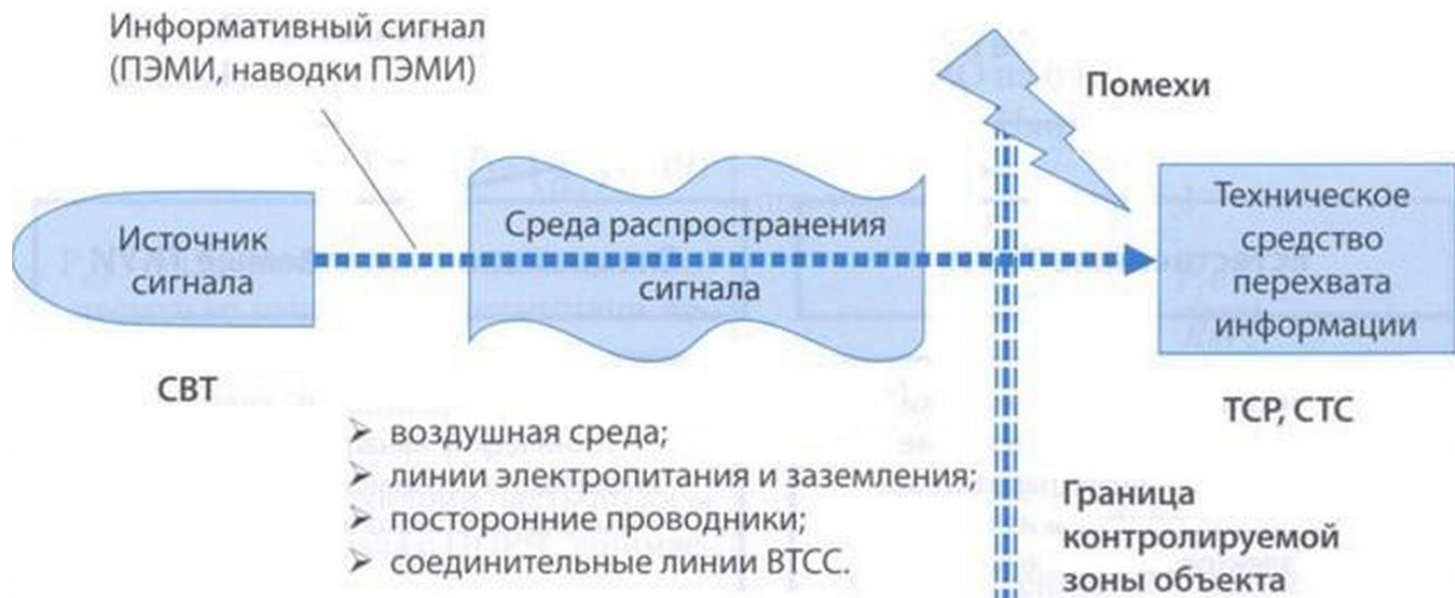 Информативный сигнал
(ПЭМИ, наводки ПЭМИ)
Помехи
Источник
сигнала
Среда распространения
сигнала
Техническое
средство
перехвата
информации
СВТ
ТСР, СТС
➢ воздушная среда;
➢ линии электропитания и заземления;
➢ посторонние проводники;
➢ соединительные линии ВТСС.
Граница
контролируемой
зоны объекта